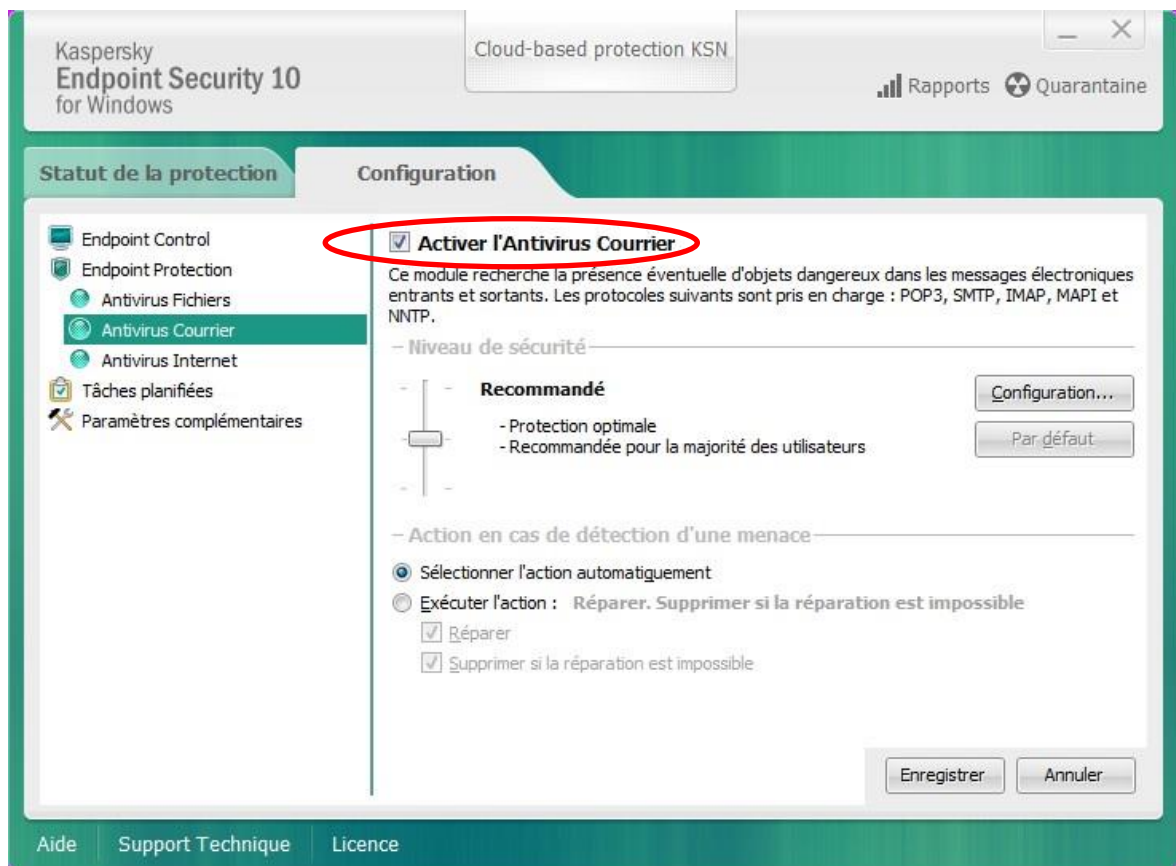 Kaspersky
Endpoint Security 10
for Windows
Cloud-based protection KSN
Rapports
Quarantaine
Statut de la protection
Configuration
Endpoint Control
Endpoint Protection
Antivirus Fichiers
Antivirus Courrier
Antivirus Internet
Tâches planifiées
Paramètres complémentaires
Activer l'Antivirus Courrier
Ce module recherche la présence éventuelle d'objets dangereux dans les messages électroniques
entrants et sortants. Les protocoles suivants sont pris en charge : POP3, SMTP, IMAP, MAPI et
NNTP.
Niveau de sécurité
Recommandé
- Protection optimale
- Recommandée pour la majorité des utilisateurs
Configuration...
Par défaut
Action en cas de détection d'une menace
Sélectionner l'action automatiquement
Exécuter l'action : Réparer. Supprimer si la réparation est impossible
Réparer
Supprimer si la réparation est impossible
Enregistrer
Annuler
Aide
Support Technique
Licence